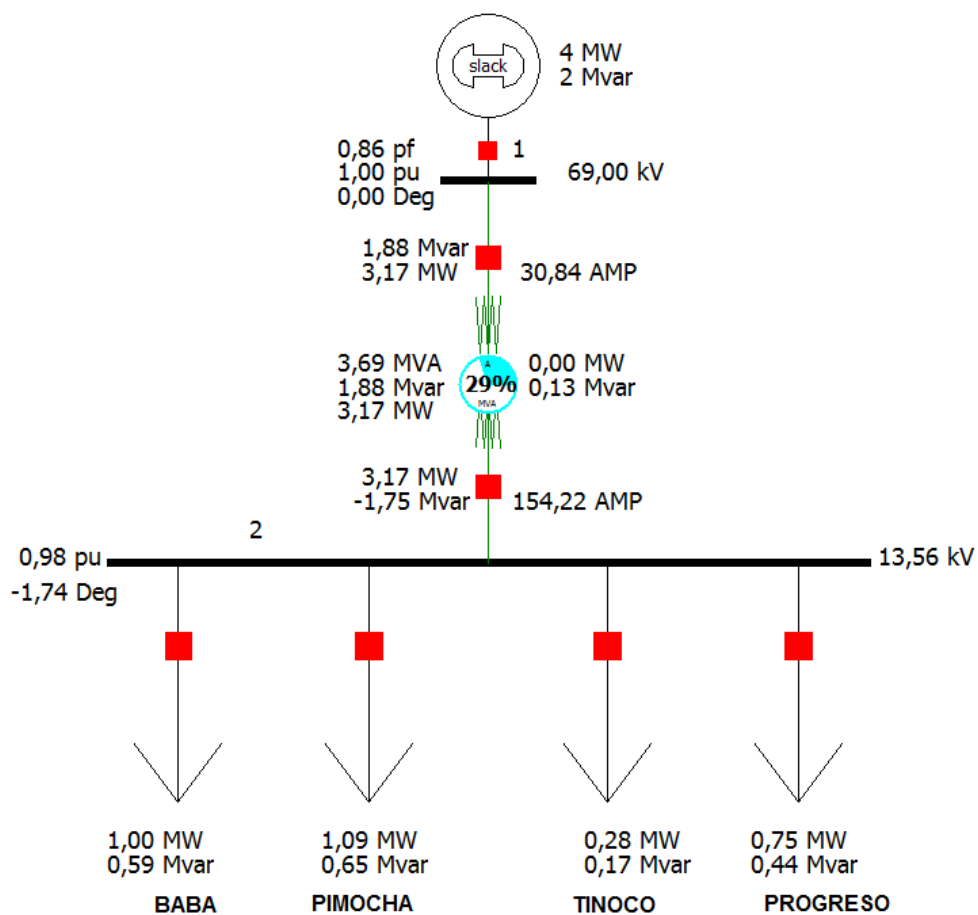 slack
4 MW
2 Mvar
0,86 pf
1,00 pu
0,00 Deg
1
69,00 kV
1,88 Mvar
3,17 MW
30,84 AMP
3,69 MVA
1,88 Mvar
3,17 MW
A
29%
MVA
0,00 MW
0,13 Mvar
3,17 MW
-1,75 Mvar
154,22 AMP
2
0,98 pu
-1,74 Deg
13,56 kV
1,00 MW
0,59 Mvar
BABA
1,09 MW
0,65 Mvar
PIMOCHA
0,28 MW
0,17 Mvar
TINOCO
0,75 MW
0,44 Mvar
PROGRESO